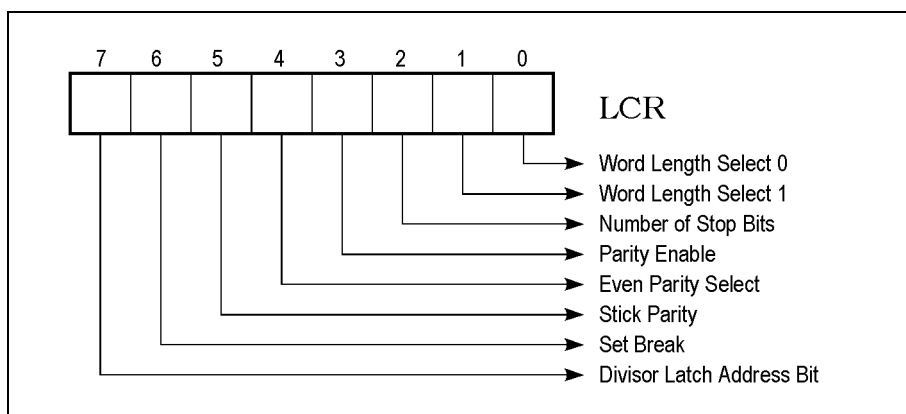 7 6 5 4 3 2 1 0
LCR
Word Length Select 0
Word Length Select 1
Number of Stop Bits
Parity Enable
Even Parity Select
Stick Parity
Set Break
Divisor Latch Address Bit